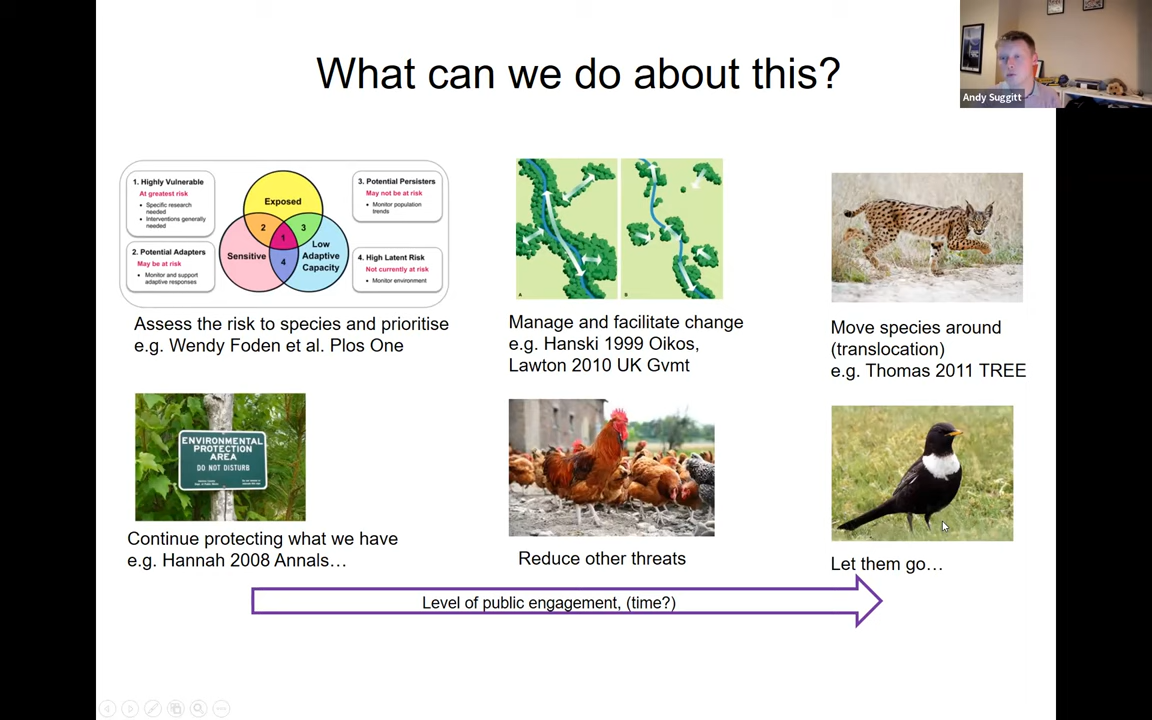 What can we do about this?
Andy Suggitt
1. Highly Vulnerable
At greatest risk
• Specific research
needed
• Interventions generally
needed
2. Potential Adapters
May be at risk
• Monitor and support
adaptive responses
Exposed
2
3
1
Sensitive
Low
Adaptive
Capacity
4
3. Potential Persisters
May not be at risk
• Monitor population
trends
4. High Latent Risk
Not currently at risk
• Monitor environment
Assess the risk to species and prioritise
e.g. Wendy Foden et al. Plos One
A
B
Manage and facilitate change
e.g. Hanski 1999 Oikos,
Lawton 2010 UK Gvmt
Move species around
(translocation)
e.g. Thomas 2011 TREE
ENVIRONMENTAL
PROTECTION
AREA
DO NOT DISTURB
Continue protecting what we have
e.g. Hannah 2008 Annals…
Reduce other threats
Let them go…
Level of public engagement, (time?)